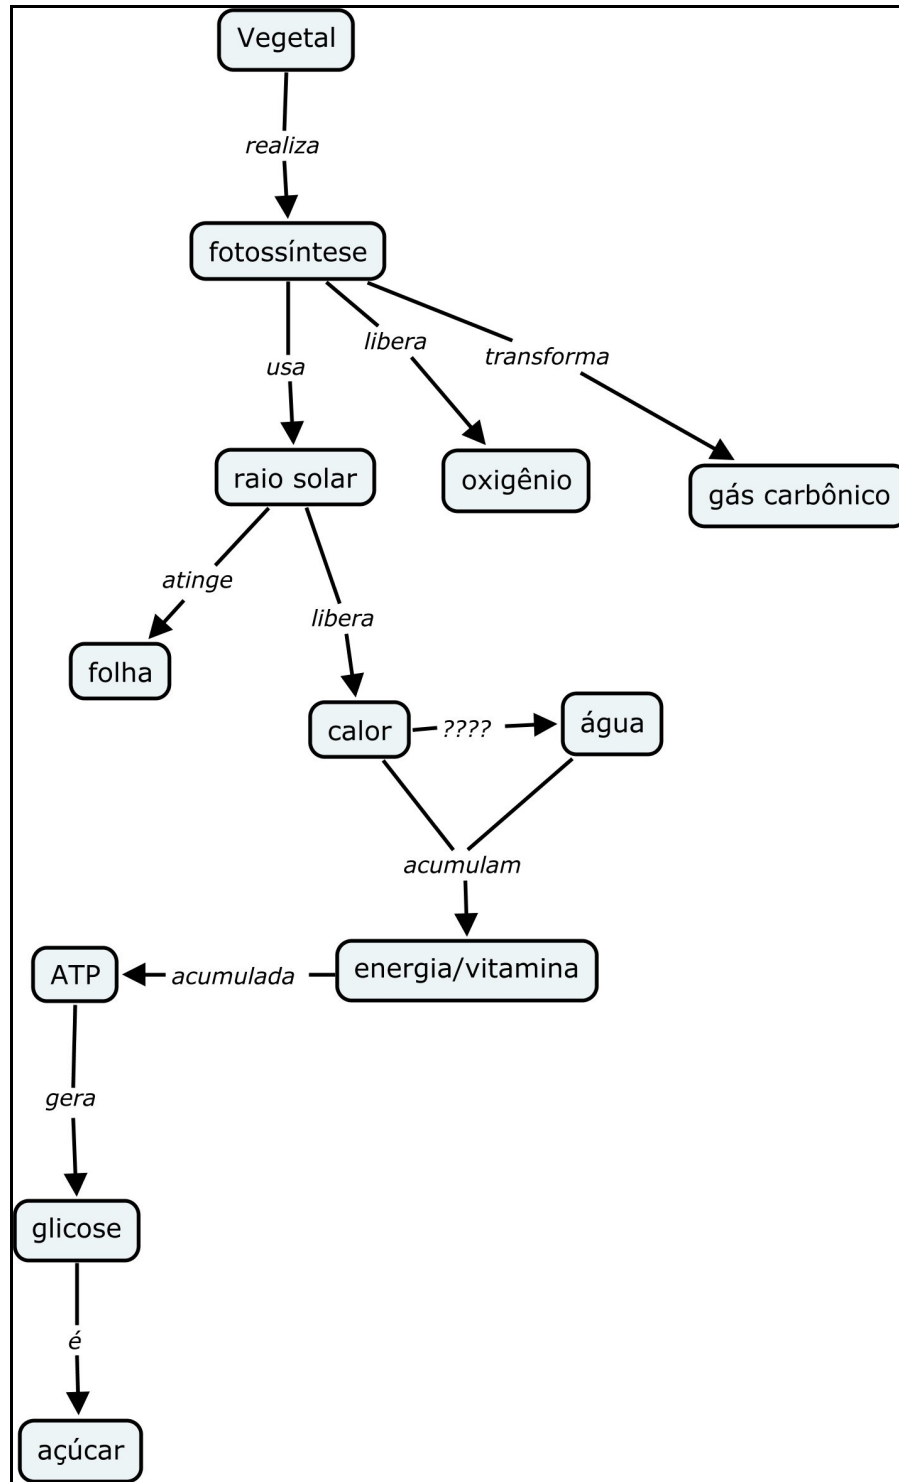 Vegetal
realiza
fotossíntese
libera
transforma
usa
raio solar
oxigênio
gás carbônico
atinge
libera
folha
calor
????
água
acumulam
energia/vitamina
acumulada
ATP
gera
glicose
é
açúcar